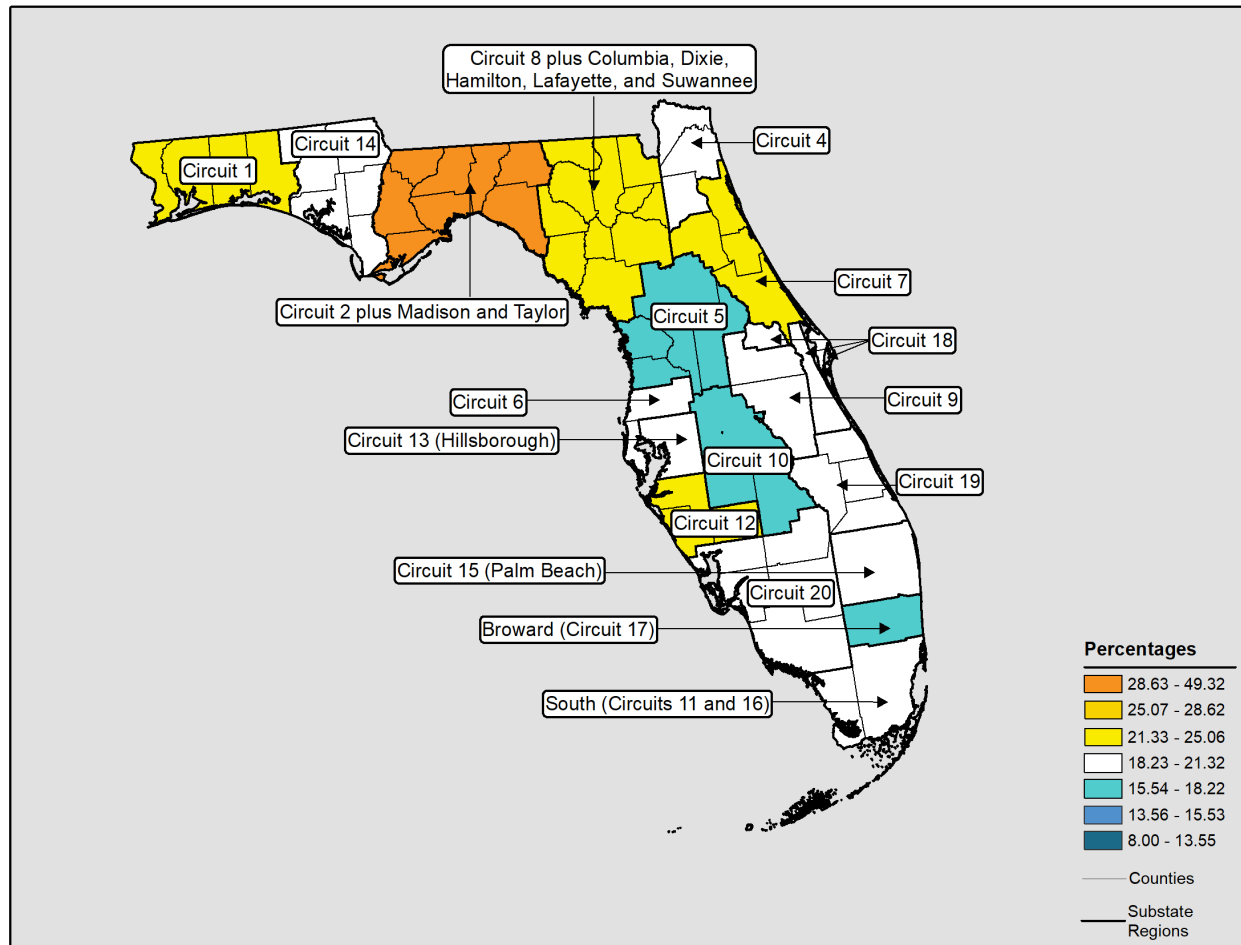 Circuit 8 plus Columbia, Dixie,
Hamilton, Lafayette, and Suwannee
Circuit 4
Circuit 14
Circuit 1
Circuit 7
Circuit 2 plus Madison and Taylor
Circuit 5
Circuit 18
Circuit 6
Circuit 9
Circuit 13 (Hillsborough)
Circuit 10
Circuit 19
Circuit 12
Circuit 15 (Palm Beach)
Circuit 20
Broward (Circuit 17)
South (Circuits 11 and 16)
Percentages
28.63 - 49.32
25.07 - 28.62
21.33 - 25.06
18.23 - 21.32
15.54 - 18.22
13.56 - 15.53
8.00 - 13.55
Counties
Substate
Regions